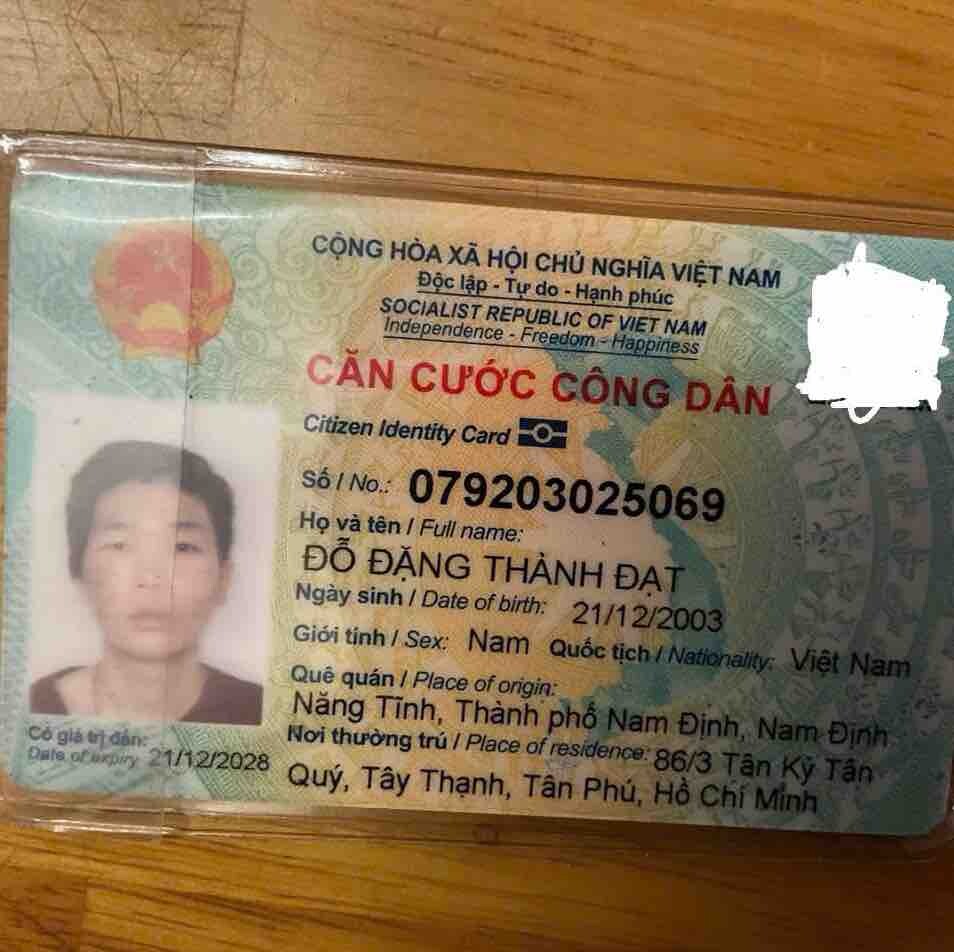 CỘNG HÒA XÃ HỘI CHỦ NGHĨA VIỆT NAM
Độc lập - Tự do - Hạnh phúc
SOCIALIST REPUBLIC OF VIET NAM
Independence - Freedom - Happiness
CĂN CƯỚC CÔNG DÂN
Citizen Identity Card
Số / No.: 079203025069
Họ và tên / Full name:
ĐỖ ĐẶNG THÀNH ĐẠT
Ngày sinh / Date of birth: 21/12/2003
Giới tính / Sex: Nam Quốc tịch / Nationality: Việt Nam
Quê quán / Place of origin:
Năng Tĩnh, Thành phố Nam Định, Nam Định
Nơi thường trú / Place of residence: 86/3 Tân Kỳ Tân
Quý, Tây Thạnh, Tân Phú, Hồ Chí Minh
Có giá trị đến:
Date of expiry 21/12/2028